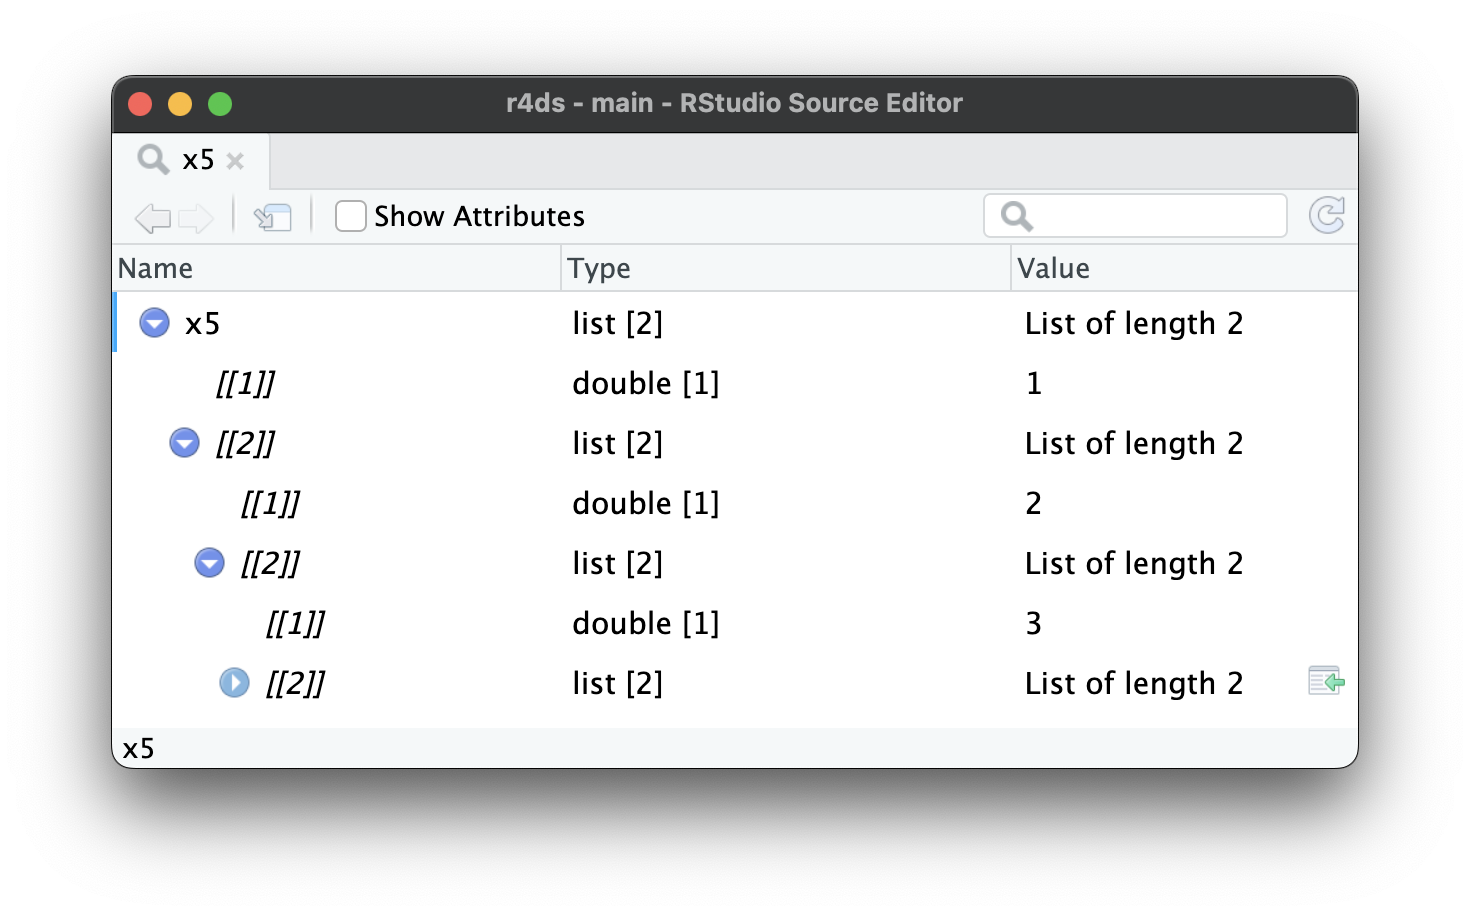 r4ds - main - RStudio Source Editor
x5
Show Attributes
Name Type Value
x5 list [2] List of length 2
[[1]] double [1] 1
[[2]] list [2] List of length 2
[[1]] double [1] 2
[[2]] list [2] List of length 2
[[1]] double [1] 3
[[2]] list [2] List of length 2
x5